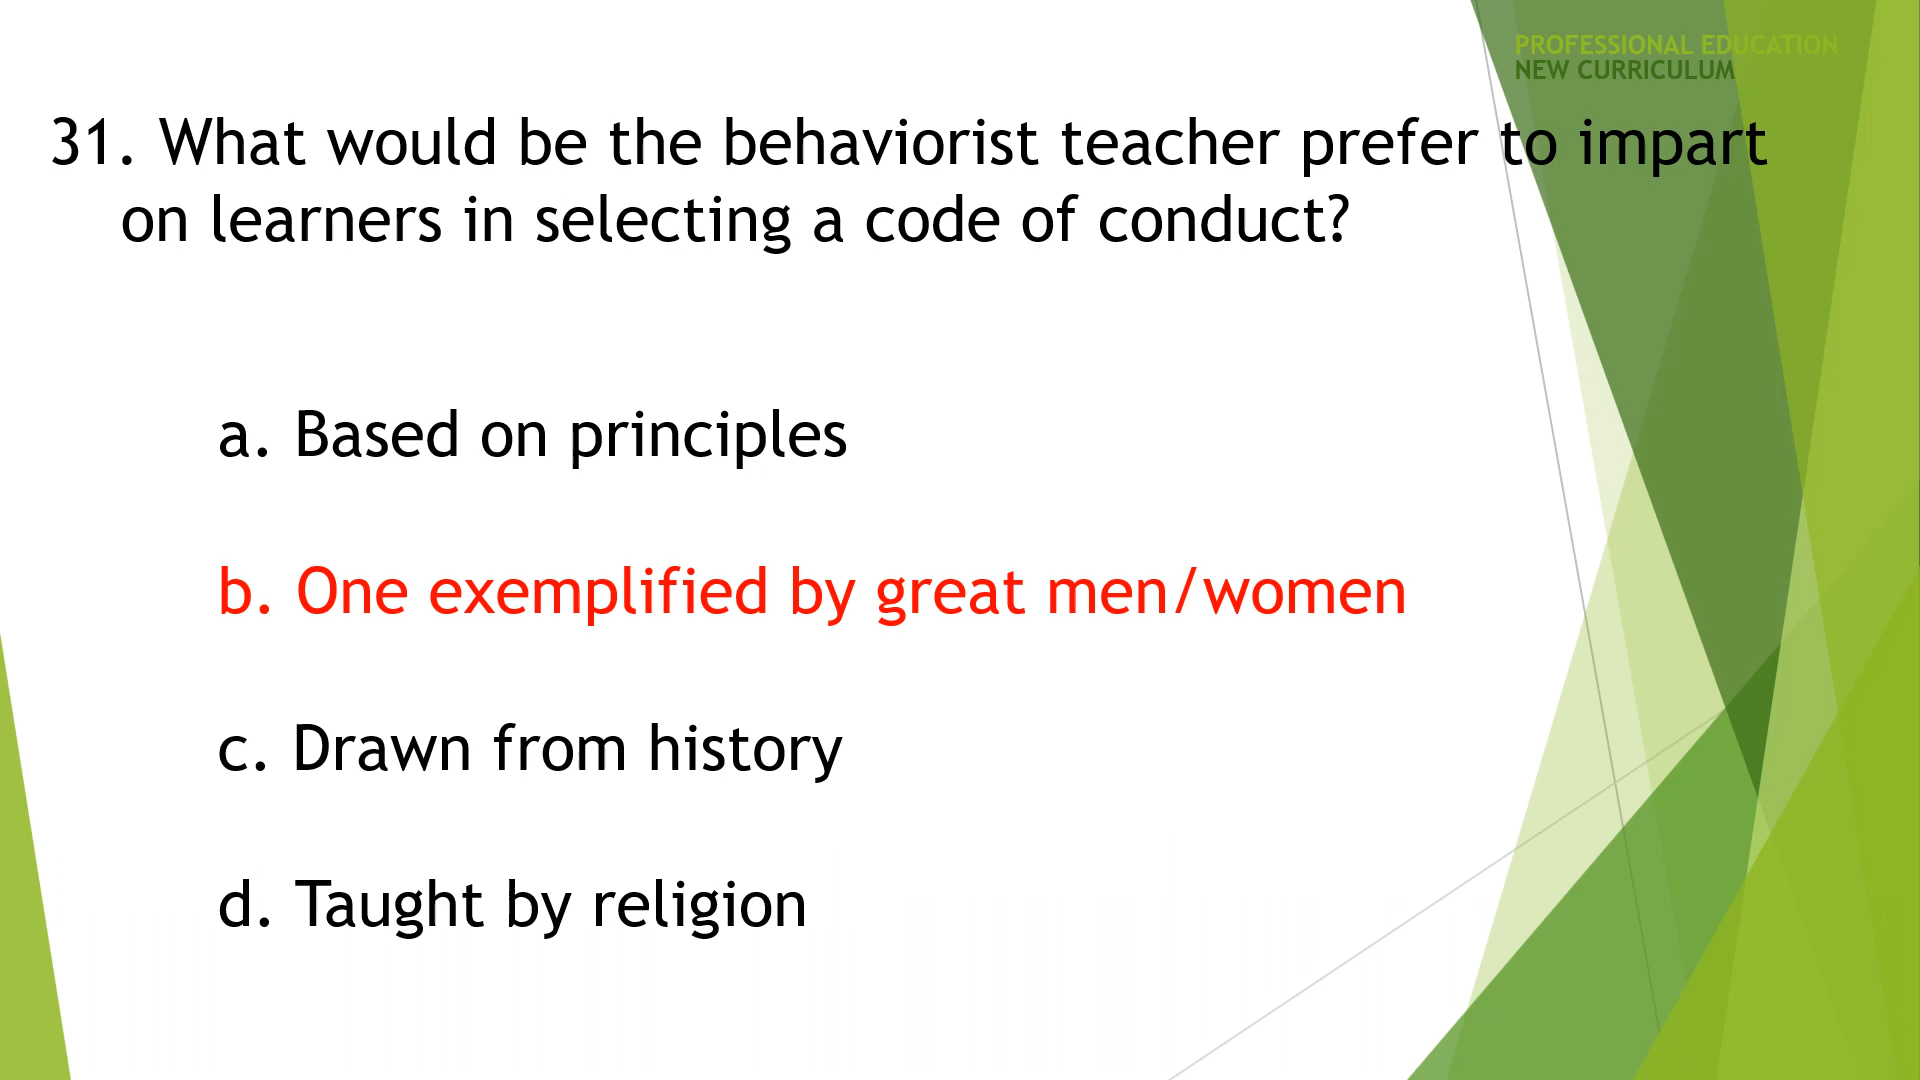 PROFESSIONAL EDUCATION
NEW CURRICULUM
31. What would be the behaviorist teacher prefer to impart
on learners in selecting a code of conduct?
a. Based on principles
b. One exemplified by great men/women
c. Drawn from history
d. Taught by religion